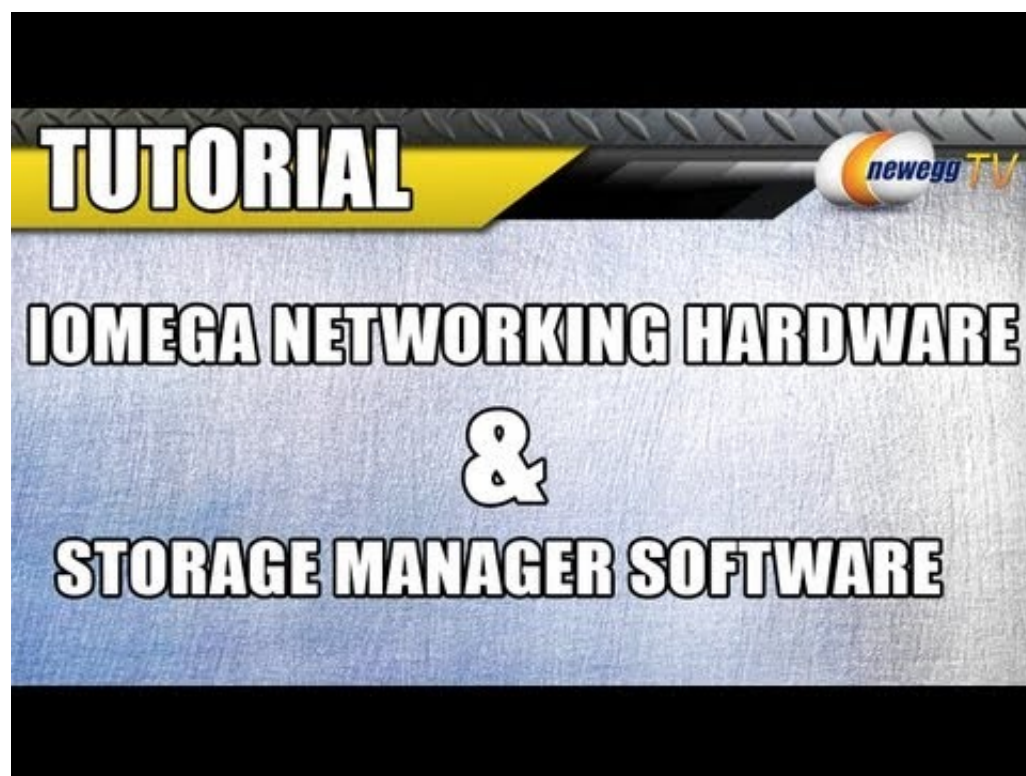 TUTORIAL
newegg TV
IOMEGA NETWORKING HARDWARE
&
STORAGE MANAGER SOFTWARE